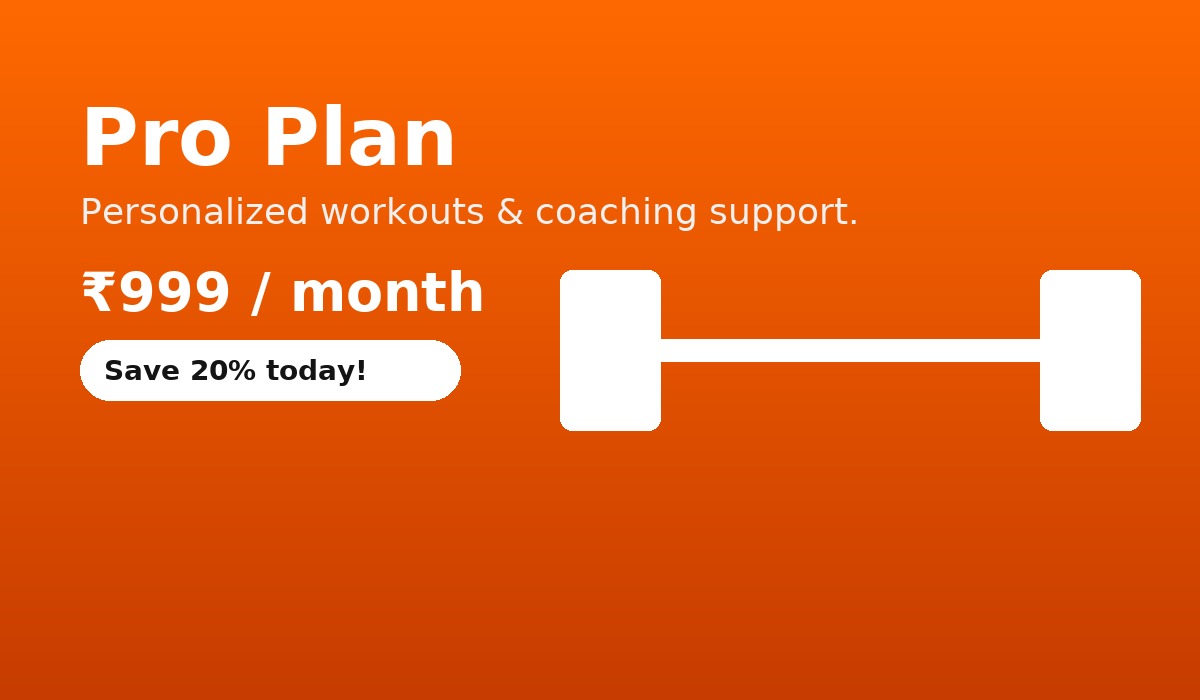 Pro Plan
Personalized workouts & coaching support.
₹999 / month
Save 20% today!